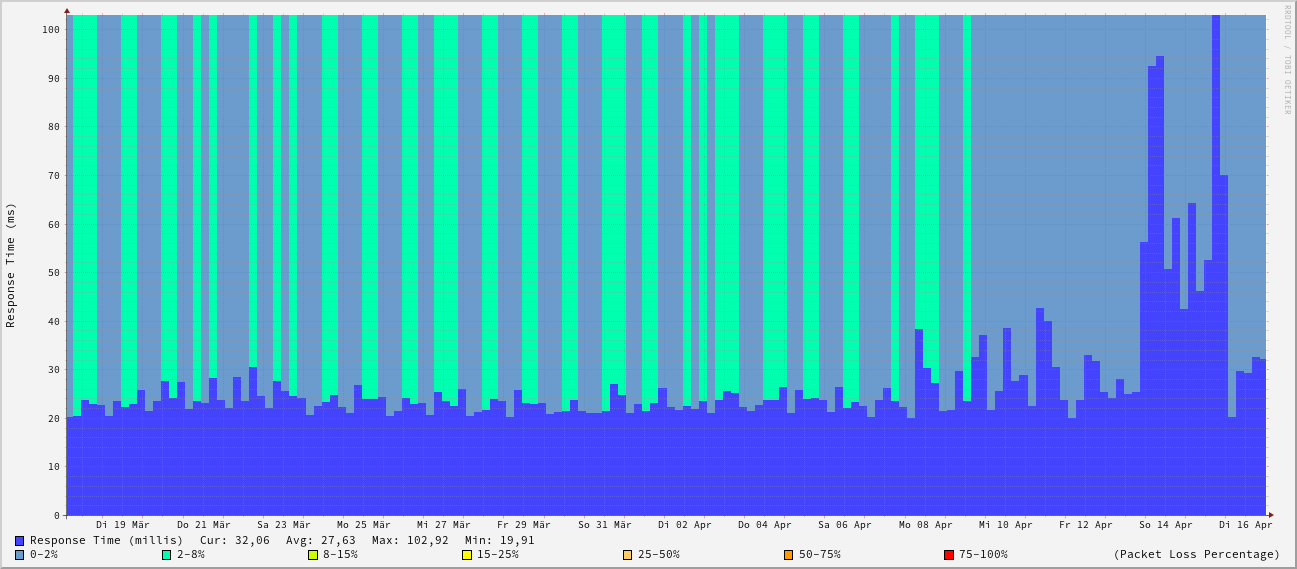 RRDTOOL / TOBI OETIKER
Response Time (ms)
100
90
80
70
60
50
40
30
20
10
0
Di 19 Mär Do 21 Mär Sa 23 Mär Mo 25 Mär Mi 27 Mär Fr 29 Mär So 31 Mär Di 02 Apr Do 04 Apr Sa 06 Apr Mo 08 Apr Mi 10 Apr Fr 12 Apr So 14 Apr Di 16 Apr
Response Time (millis) Cur: 32,06 Avg: 27,63 Max: 102,92 Min: 19,91
0-2% 2-8% 8-15% 15-25% 25-50% 50-75% 75-100% (Packet Loss Percentage)